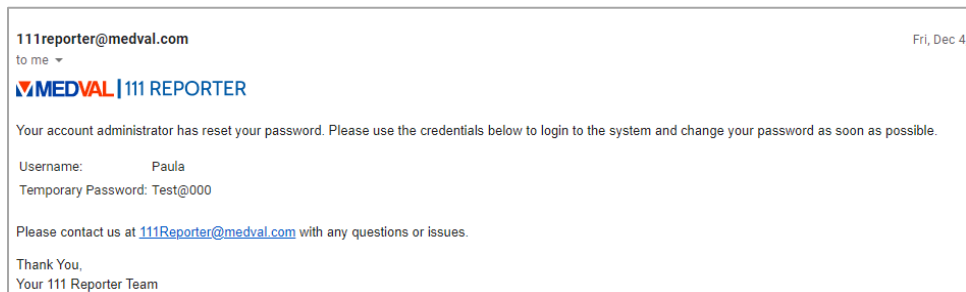 111reporter@medval.com Fri, Dec 4
to me
MEDVAL | 111 REPORTER
Your account administrator has reset your password. Please use the credentials below to login to the system and change your password as soon as possible.
Username: Paula
Temporary Password: Test@000
Please contact us at 111Reporter@medval.com with any questions or issues.
Thank You,
Your 111 Reporter Team